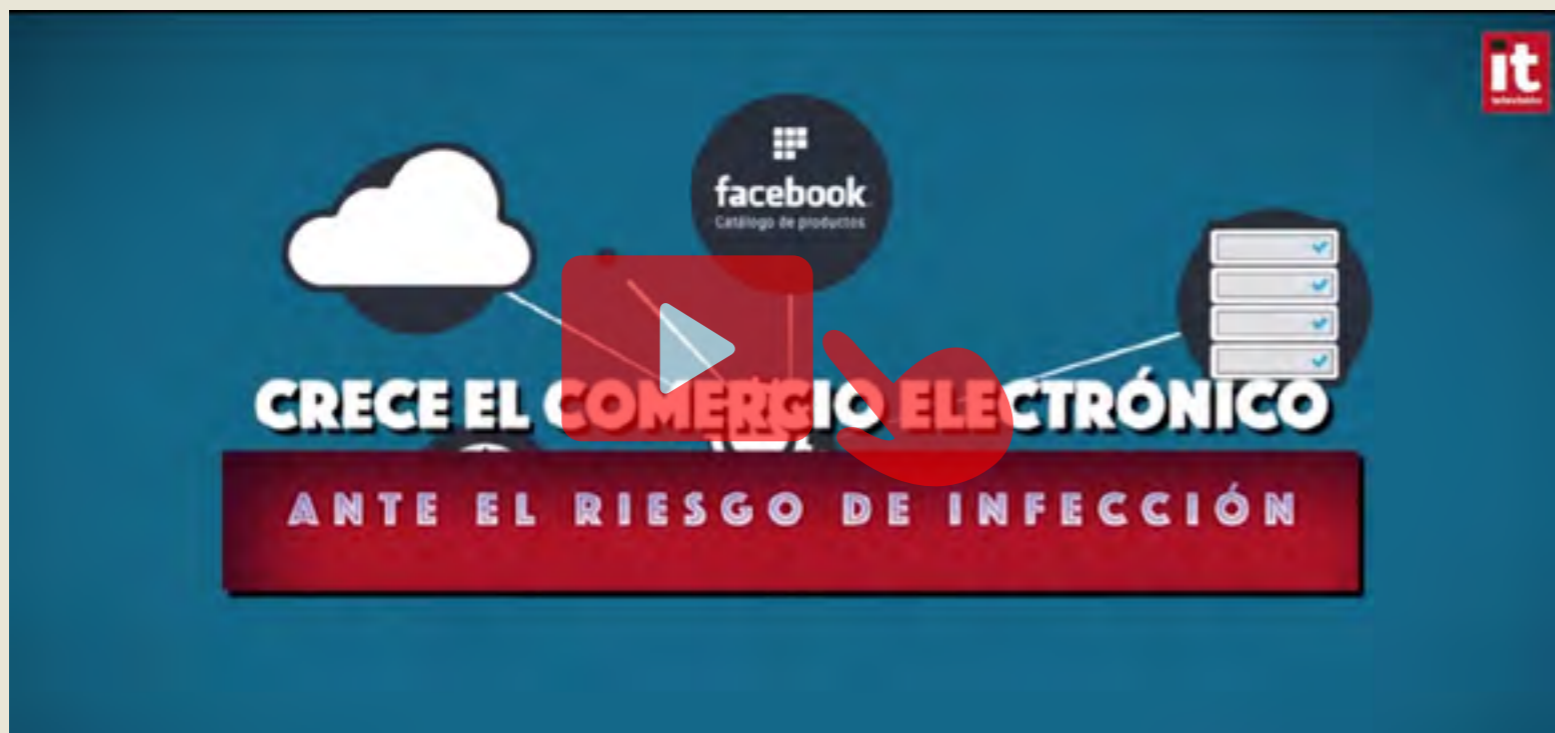 it
facebook
Catálogo de productos
CRECE EL COMERCIO ELECTRÓNICO
ANTE EL RIESGO DE INFECCIÓN